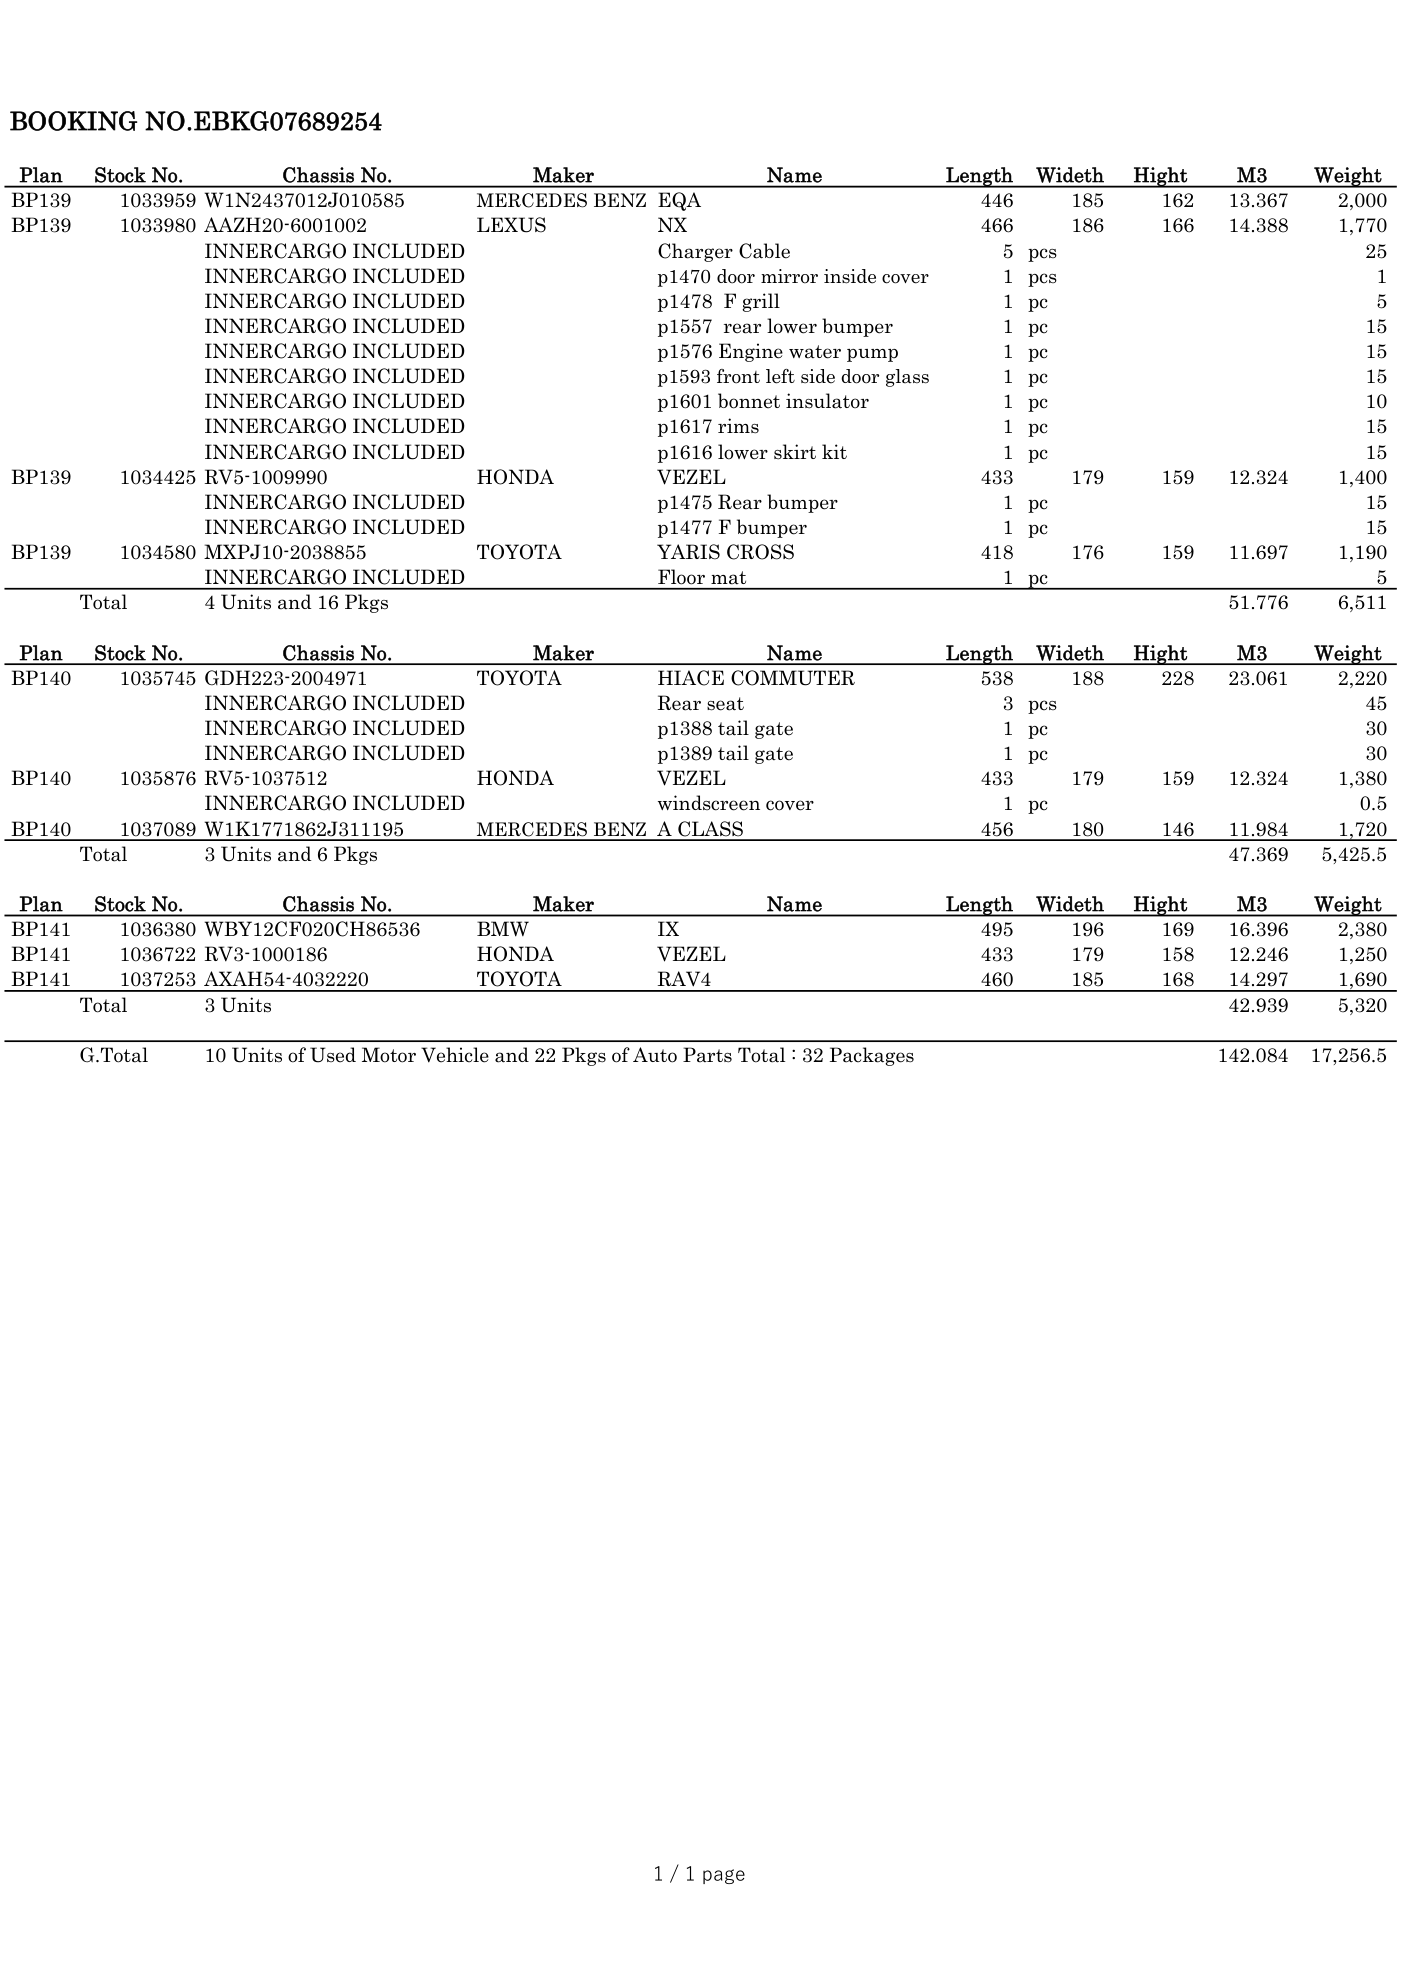 BOOKING NO.EBKG07689254
Plan Stock No. Chassis No. Maker Name Length Wideth Hight M3 Weight
BP139 1033959 W1N2437012J010585 MERCEDES BENZ EQA 446 185 162 13.367 2,000
BP139 1033980 AAZH20-6001002 LEXUS NX 466 186 166 14.388 1,770
INNERCARGO INCLUDED Charger Cable 5 pcs 25
INNERCARGO INCLUDED p1470 door mirror inside cover 1 pcs 1
INNERCARGO INCLUDED p1478 F grill 1 pc 5
INNERCARGO INCLUDED p1557 rear lower bumper 1 pc 15
INNERCARGO INCLUDED p1576 Engine water pump 1 pc 15
INNERCARGO INCLUDED p1593 front left side door glass 1 pc 15
INNERCARGO INCLUDED p1601 bonnet insulator 1 pc 10
INNERCARGO INCLUDED p1617 rims 1 pc 15
INNERCARGO INCLUDED p1616 lower skirt kit 1 pc 15
BP139 1034425 RV5-1009990 HONDA VEZEL 433 179 159 12.324 1,400
INNERCARGO INCLUDED p1475 Rear bumper 1 pc 15
INNERCARGO INCLUDED p1477 F bumper 1 pc 15
BP139 1034580 MXPJ10-2038855 TOYOTA YARIS CROSS 418 176 159 11.697 1,190
INNERCARGO INCLUDED Floor mat 1 pc 5
Total 4 Units and 16 Pkgs 51.776 6,511
Plan Stock No. Chassis No. Maker Name Length Wideth Hight M3 Weight
BP140 1035745 GDH223-2004971 TOYOTA HIACE COMMUTER 538 188 228 23.061 2,220
INNERCARGO INCLUDED Rear seat 3 pcs 45
INNERCARGO INCLUDED p1388 tail gate 1 pc 30
INNERCARGO INCLUDED p1389 tail gate 1 pc 30
BP140 1035876 RV5-1037512 HONDA VEZEL 433 179 159 12.324 1,380
INNERCARGO INCLUDED windscreen cover 1 pc 0.5
BP140 1037089 W1K1771862J311195 MERCEDES BENZ A CLASS 456 180 146 11.984 1,720
Total 3 Units and 6 Pkgs 47.369 5,425.5
Plan Stock No. Chassis No. Maker Name Length Wideth Hight M3 Weight
BP141 1036380 WBY12CF020CH86536 BMW IX 495 196 169 16.396 2,380
BP141 1036722 RV3-1000186 HONDA VEZEL 433 179 158 12.246 1,250
BP141 1037253 AXAH54-4032220 TOYOTA RAV4 460 185 168 14.297 1,690
Total 3 Units 42.939 5,320
G.Total 10 Units of Used Motor Vehicle and 22 Pkgs of Auto Parts Total : 32 Packages 142.084 17,256.5
1 / 1 page